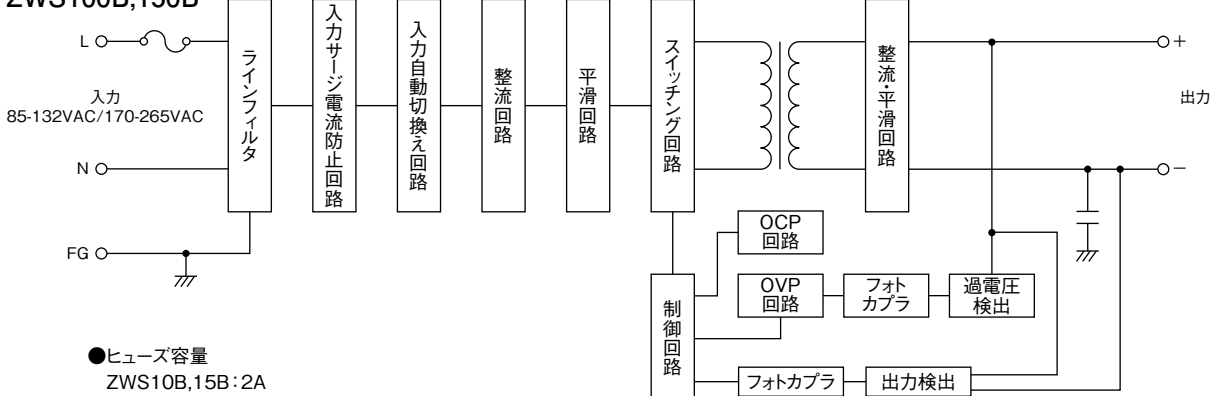 ZWS100B,150B
L
入力
85-132VAC/170-265VAC
N
FG
ラインフィルタ
入力サージ電流防止回路
入力自動切換え回路
整流回路
平滑回路
スイッチング回路
整流・平滑回路
+
出力
−
OCP
回路
OVP
回路
フォト
カプラ
過電圧
検出
制御回路
フォトカプラ
出力検出
●ヒューズ容量
ZWS10B,15B:2A